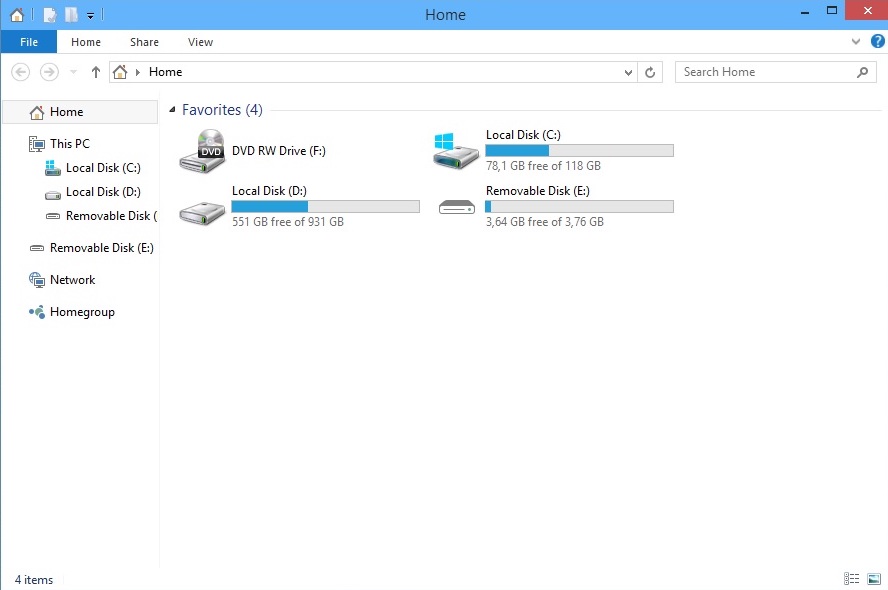 Home
File Home Share View
Home
Search Home
Home
This PC
Local Disk (C:)
Local Disk (D:)
Removable Disk (
Removable Disk (E:)
Network
Homegroup
Favorites (4)
DVD
DVD RW Drive (F:)
Local Disk (C:)
78,1 GB free of 118 GB
Local Disk (D:)
551 GB free of 931 GB
Removable Disk (E:)
3,64 GB free of 3,76 GB
4 items